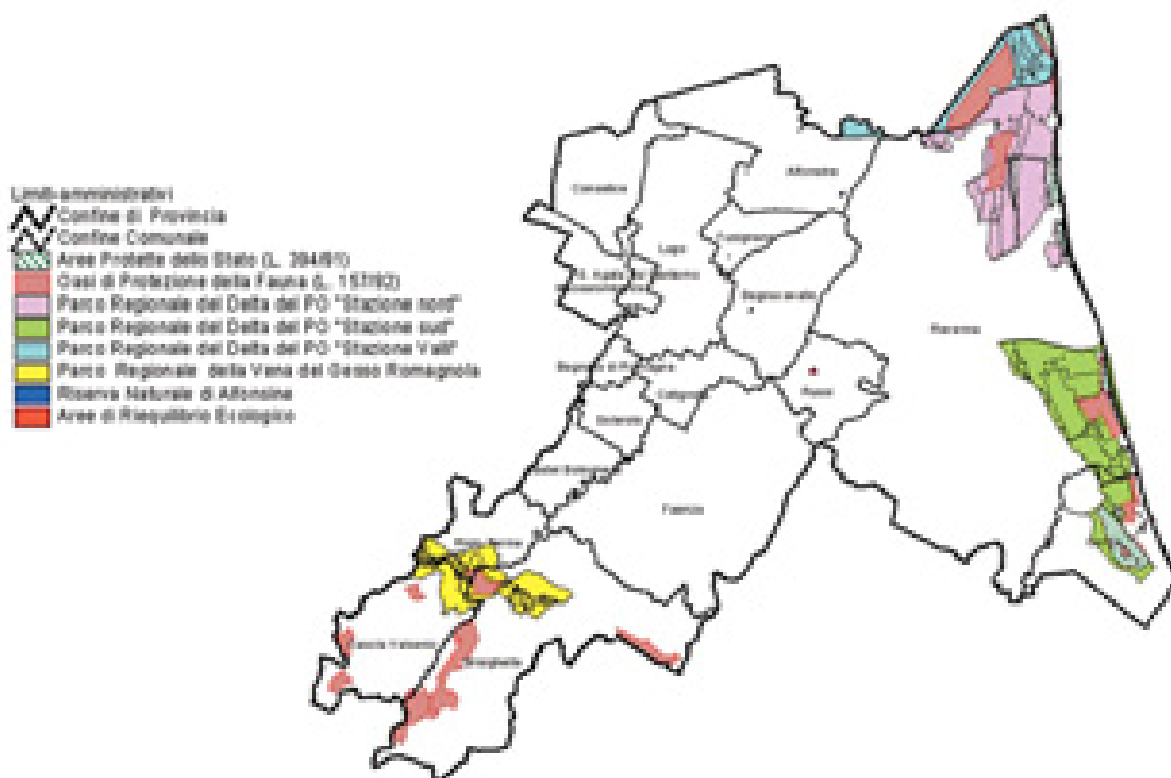 Limiti amministrativi
Confine di Provincia
Confine Comunale
Aree Protette dello Stato (L. 394/91)
Oasi di Protezione della Fauna (L. 157/92)
Parco Regionale del Delta del PO "Stazione nord"
Parco Regionale del Delta del PO "Stazione sud"
Parco Regionale del Delta del PO "Stazione Valli"
Parco Regionale della Vena del Gesso Romagnola
Riserva Naturale di Alfonsine
Aree di Riequilibrio Ecologico
Alfonsine
Conselice
Lugo
Fusignano
Bagnacavallo
Ravenna
Cotignola
Russi
Solarolo
Faenza
Casola Valsenio
Brisighella